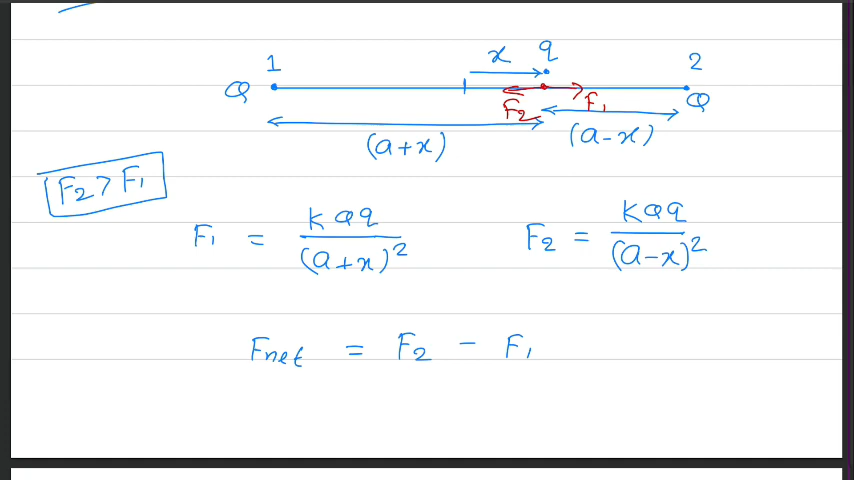 x q
1 2
Q Q
F2 F1
(a+x) (a-x)
F2 > F1
F1 = KQq/(a+x)^2 F2 = KQq/(a-x)^2
Fnet = F2 - F1